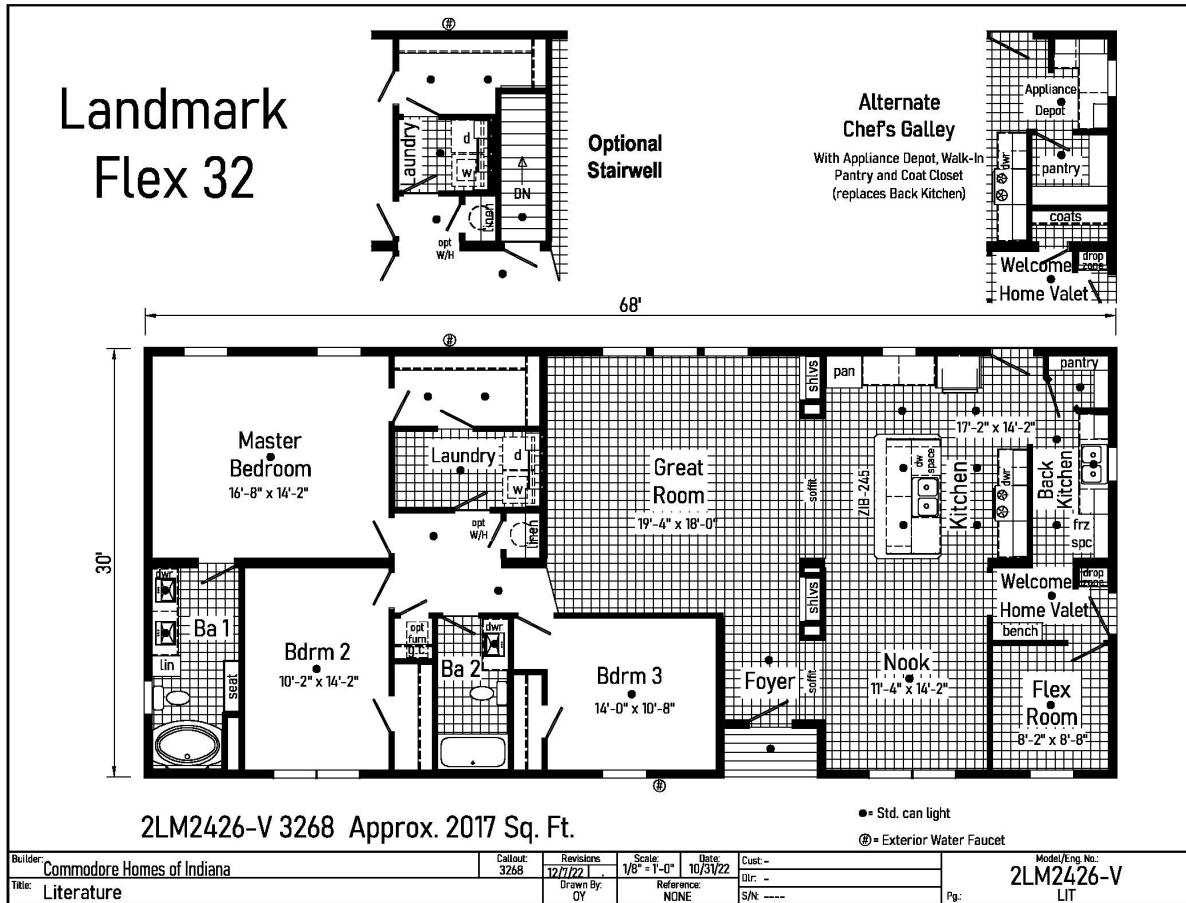 Landmark
Flex 32
Optional
Stairwell
Laundry
d
w
DN
linen
opt
W/H
Alternate
Chef's Galley
With Appliance Depot, Walk-In
Pantry and Coat Closet
(replaces Back Kitchen)
Appliance
Depot
dwr
pantry
coats
Welcome
Home Valet
drop
zone
68'
30'
Master
Bedroom
16'-8" x 14'-2"
Laundry
d
w
opt
W/H
linen
Great
Room
19'-4" x 18'-0"
shlvs
soffit
shlvs
soffit
pan
ZIB-245
dw
space
Kitchen
17'-2" x 14'-2"
dwr
pantry
Back
Kitchen
frz
spc
Welcome
Home Valet
drop
zone
bench
dwr
Ba 1
lin
seat
Bdrm 2
10'-2" x 14'-2"
opt
furn
o.c.
Ba 2
dwr
Bdrm 3
14'-0" x 10'-8"
Foyer
Nook
11'-4" x 14'-2"
Flex
Room
8'-2" x 8'-8"
2LM2426-V 3268 Approx. 2017 Sq. Ft.
= Std. can light
# = Exterior Water Faucet
Builder: Commodore Homes of Indiana
Title: Literature
Callout:
3268
Revisions
12/7/22
Scale:
1/8" = 1'-0"
Date:
10/31/22
Drawn By:
OY
Reference:
NONE
Cust: -
Dlr: -
S/N: ----
Model/Eng. No.:
2LM2426-V
Pg.: LIT